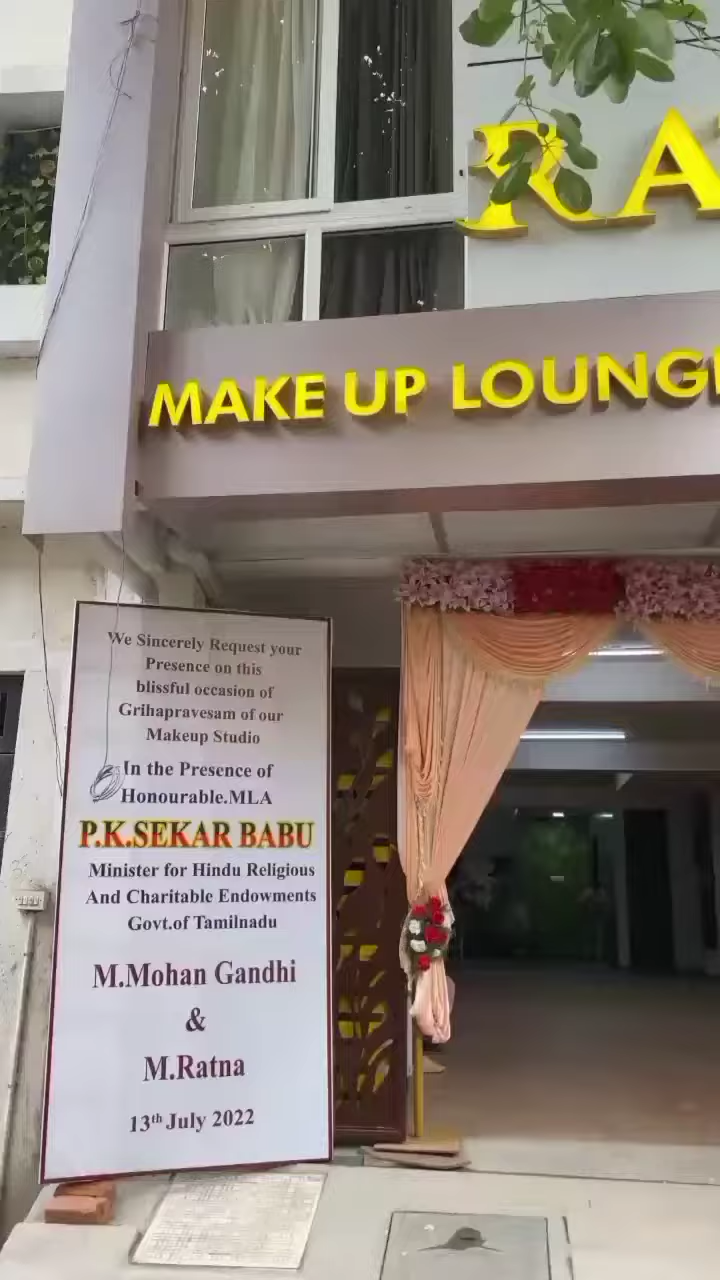 RA
MAKE UP LOUNG
We Sincerely Request your
Presence on this
blissful occasion of
Grihapravesam of our
Makeup Studio
In the Presence of
Honourable.MLA
P.K.SEKAR BABU
Minister for Hindu Religious
And Charitable Endowments
Govt.of Tamilnadu
M.Mohan Gandhi
&
M.Ratna
13th July 2022